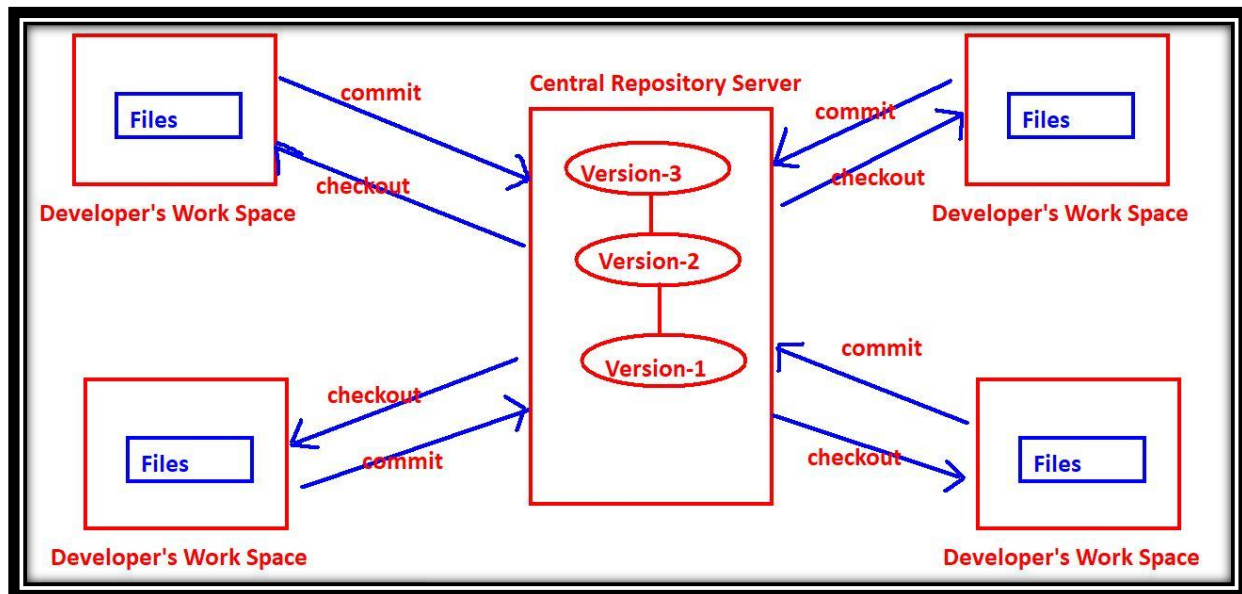 commit
Files
checkout
Developer's Work Space
Central Repository Server
Version-3
Version-2
Version-1
commit
Files
checkout
Developer's Work Space
checkout
Files
commit
Developer's Work Space
commit
checkout
Files
Developer's Work Space